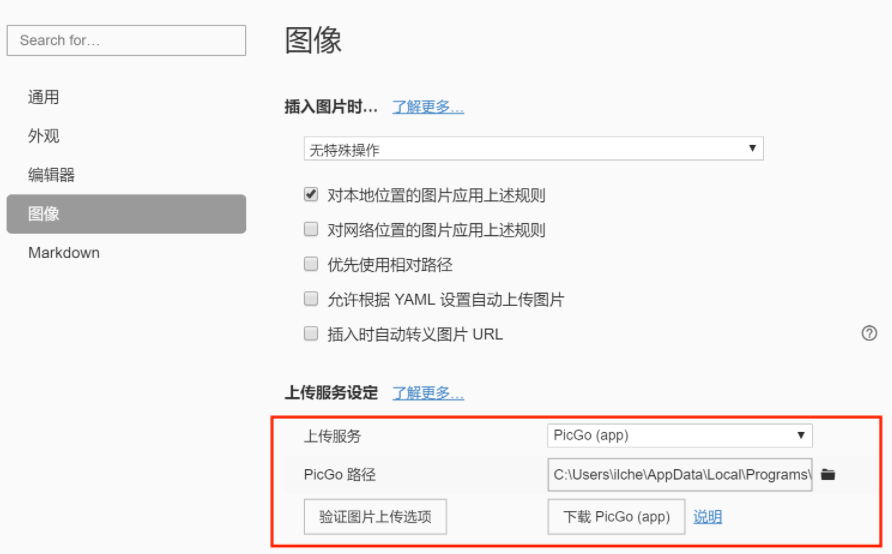 Search for…
通用
外观
编辑器
图像
Markdown
图像
插入图片时… 了解更多…
无特殊操作
对本地位置的图片应用上述规则
对网络位置的图片应用上述规则
优先使用相对路径
允许根据 YAML 设置自动上传图片
插入时自动转义图片 URL
上传服务设定 了解更多…
上传服务 PicGo (app)
PicGo 路径 C:\Users\ilche\AppData\Local\Programs\
验证图片上传选项 下载 PicGo (app) 说明